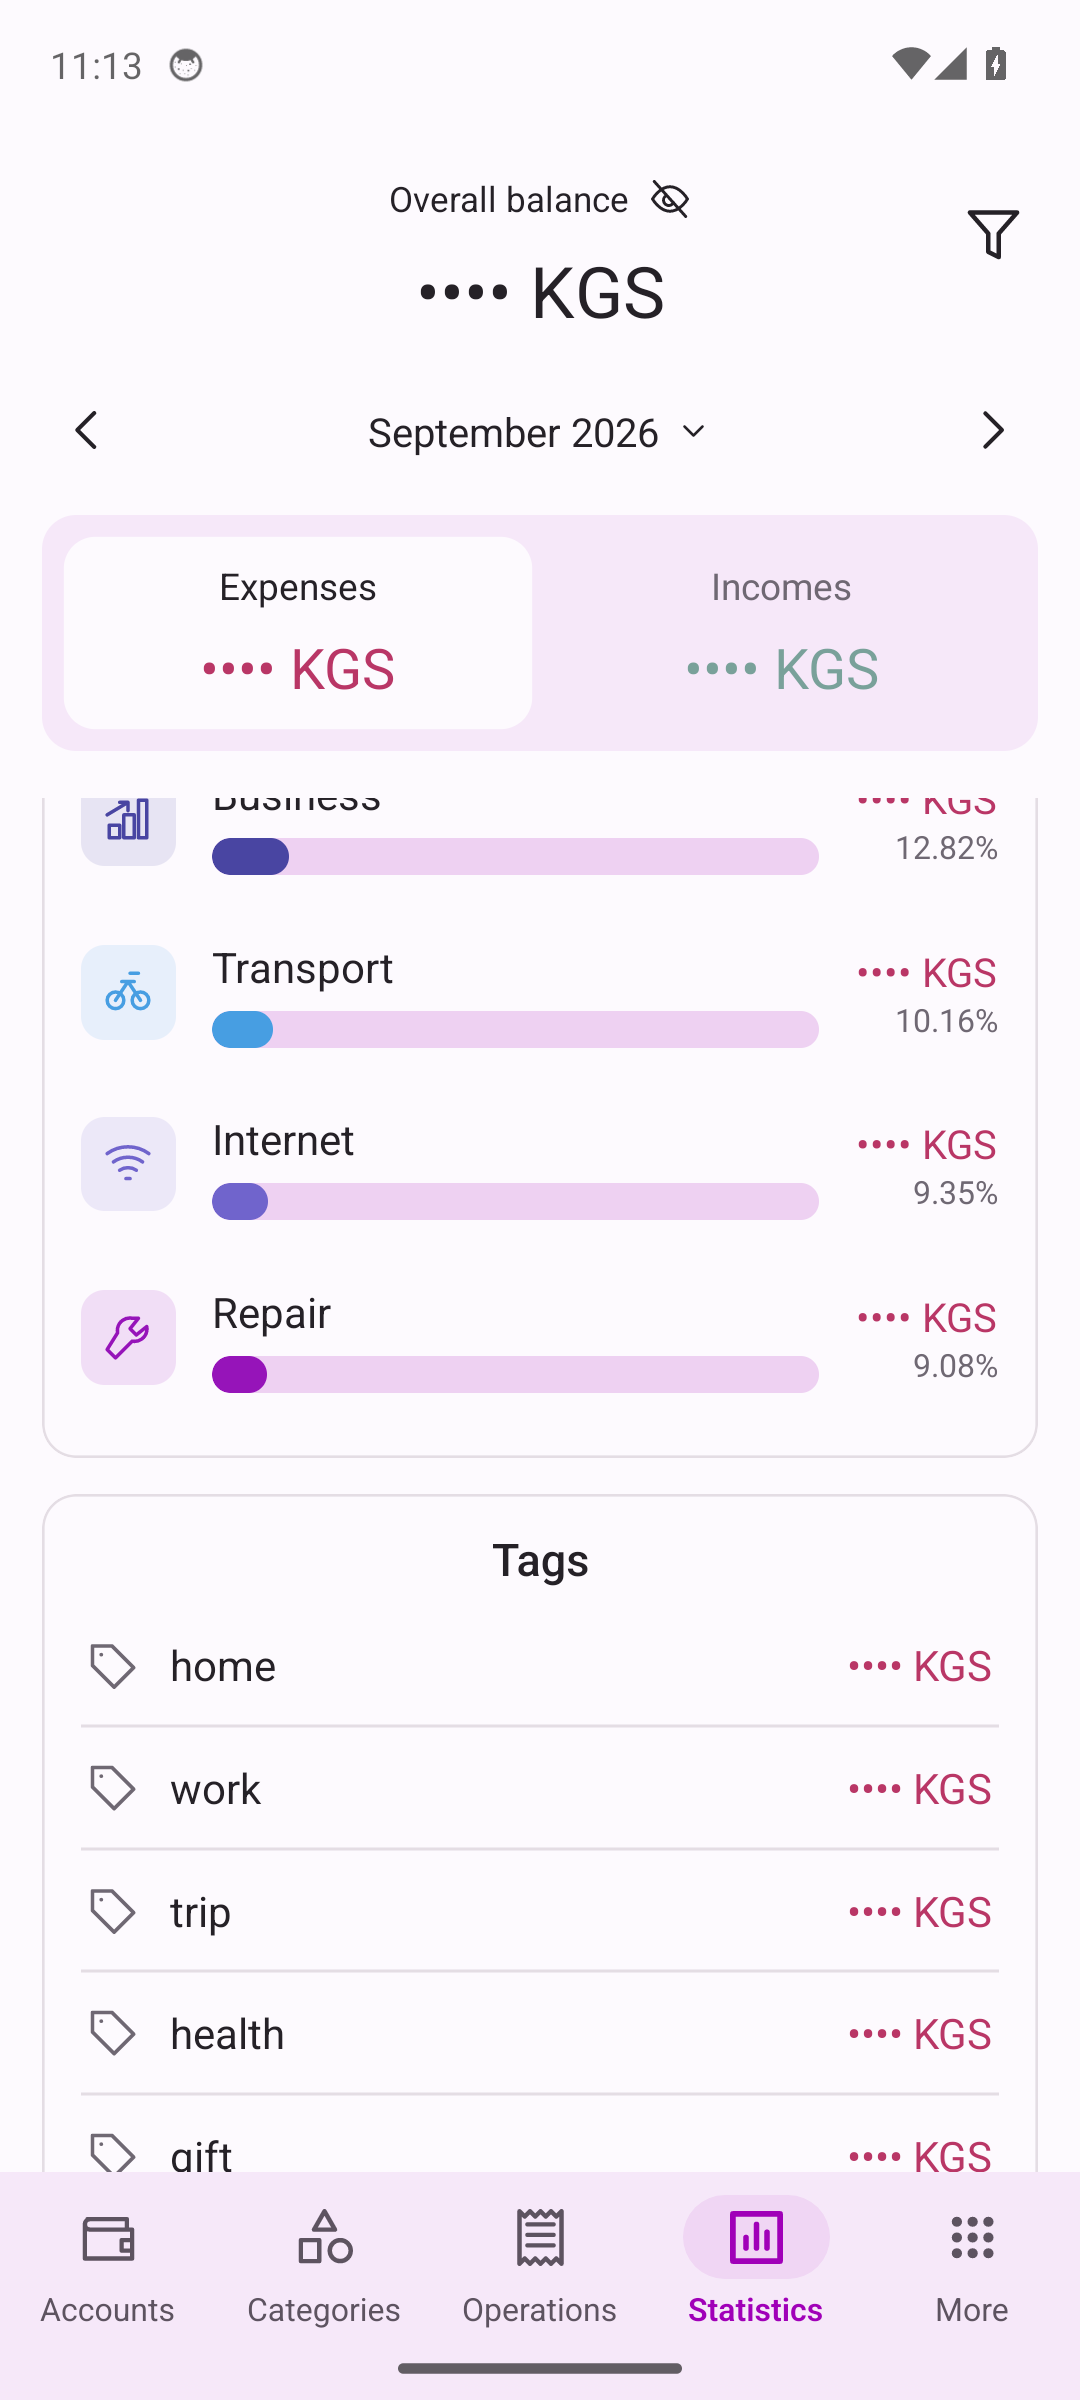 11:13
Overall balance
•••• KGS
September 2026
Expenses
•••• KGS
Incomes
•••• KGS
Business
•••• KGS
12.82%
Transport
•••• KGS
10.16%
Internet
•••• KGS
9.35%
Repair
•••• KGS
9.08%
Tags
home
•••• KGS
work
•••• KGS
trip
•••• KGS
health
•••• KGS
gift
•••• KGS
Accounts
Categories
Operations
Statistics
More